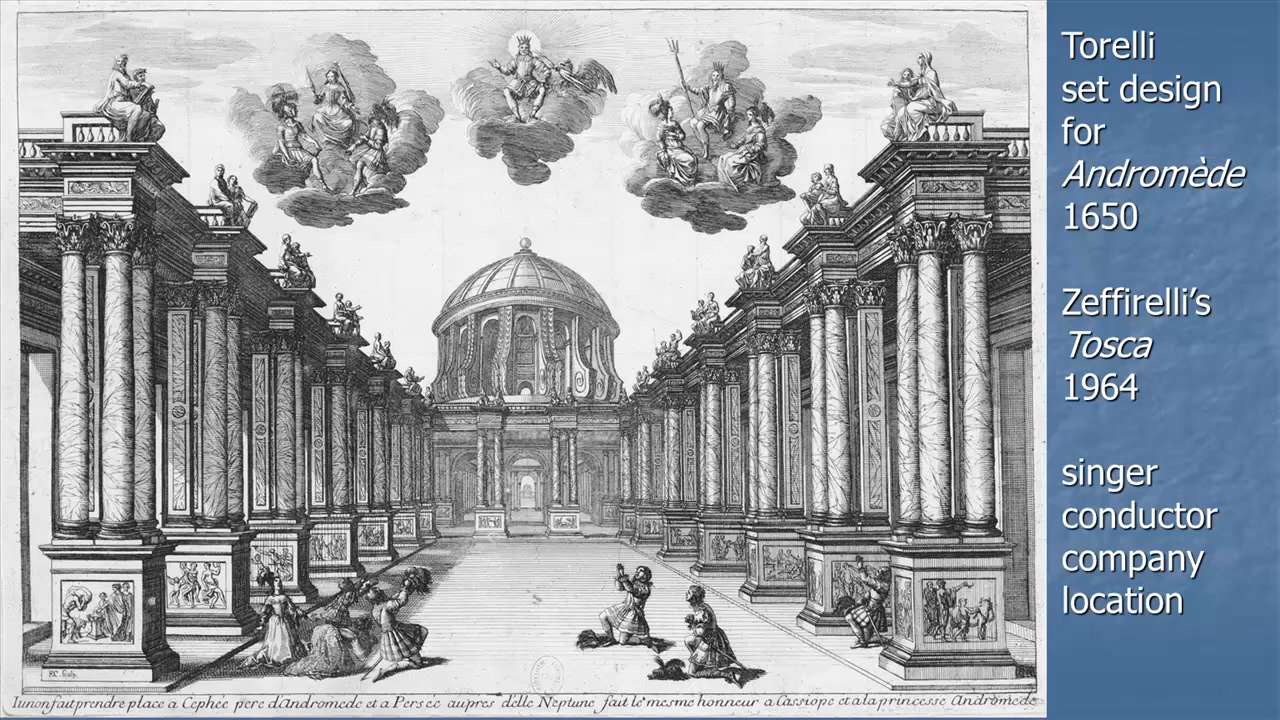 Torelli
set design
for
Andromède
1650
Zeffirelli’s
Tosca
1964
singer
conductor
company
location
Iunon fait prendre place a Cephée pere d'Andromede et a Persée aupres d'elle Neptune fait le mesme honneur a Cassiope et a la princesse Andromede